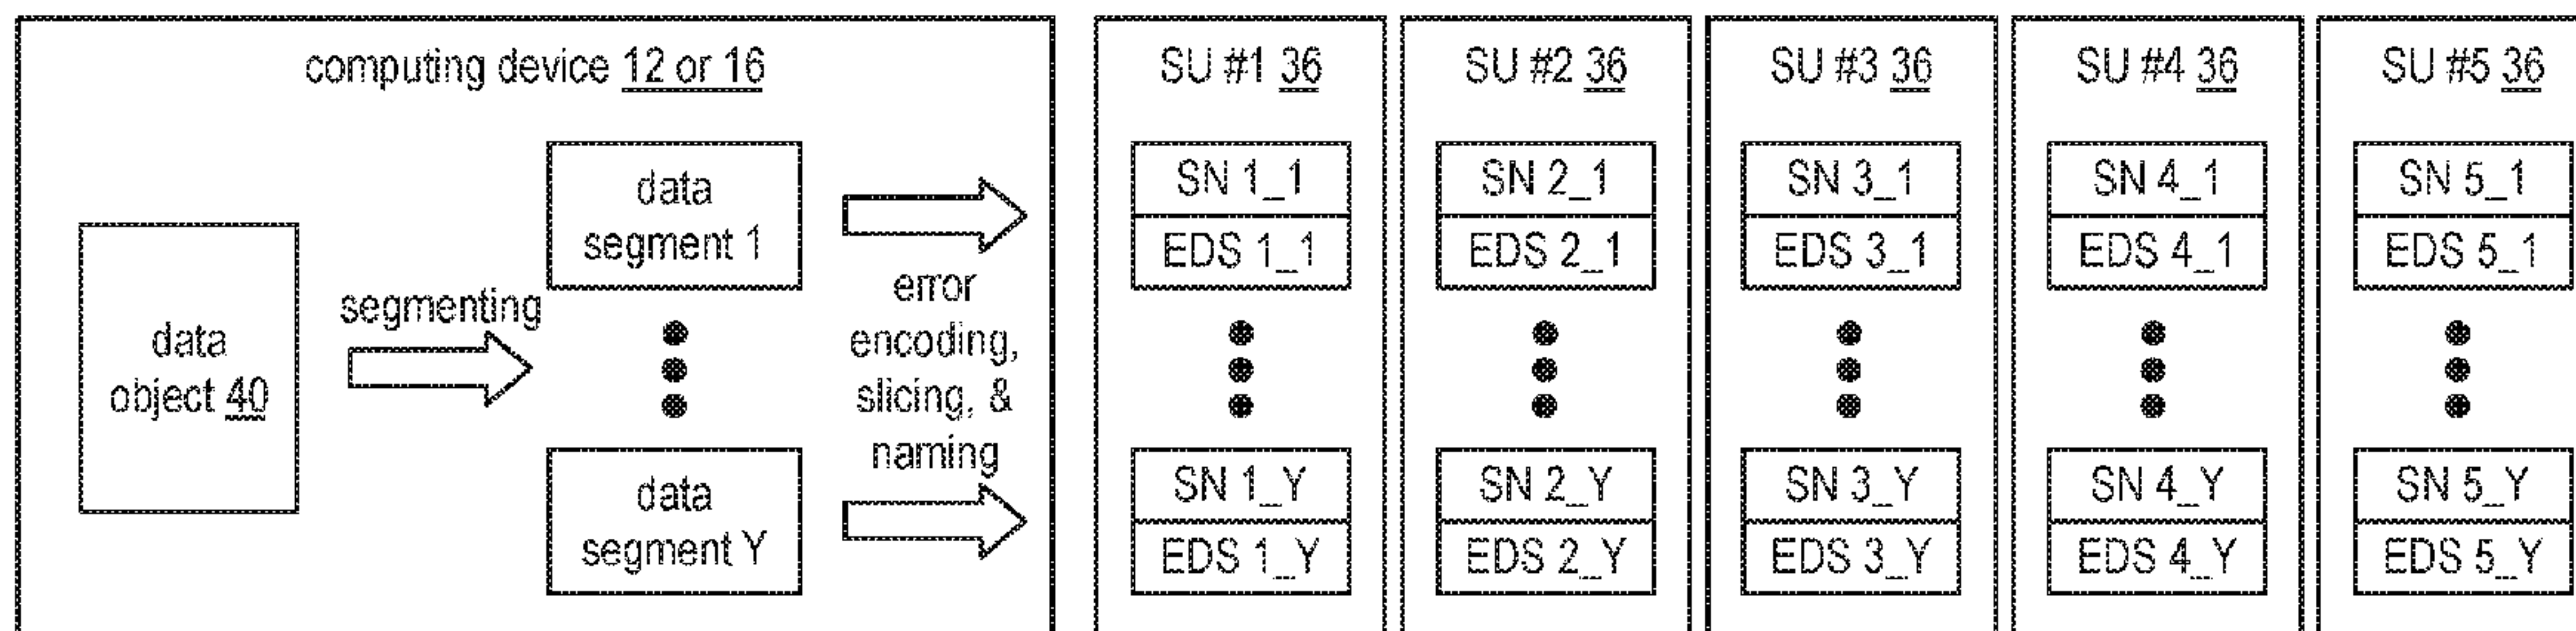 computing device 12 or 16
data
object 40
segmenting
data
segment 1
data
segment Y
error
encoding,
slicing, &
naming
SU #1 36
SN 1_1
EDS 1_1
SN 1_Y
EDS 1_Y
SU #2 36
SN 2_1
EDS 2_1
SN 2_Y
EDS 2_Y
SU #3 36
SN 3_1
EDS 3_1
SN 3_Y
EDS 3_Y
SU #4 36
SN 4_1
EDS 4_1
SN 4_Y
EDS 4_Y
SU #5 36
SN 5_1
EDS 5_1
SN 5_Y
EDS 5_Y